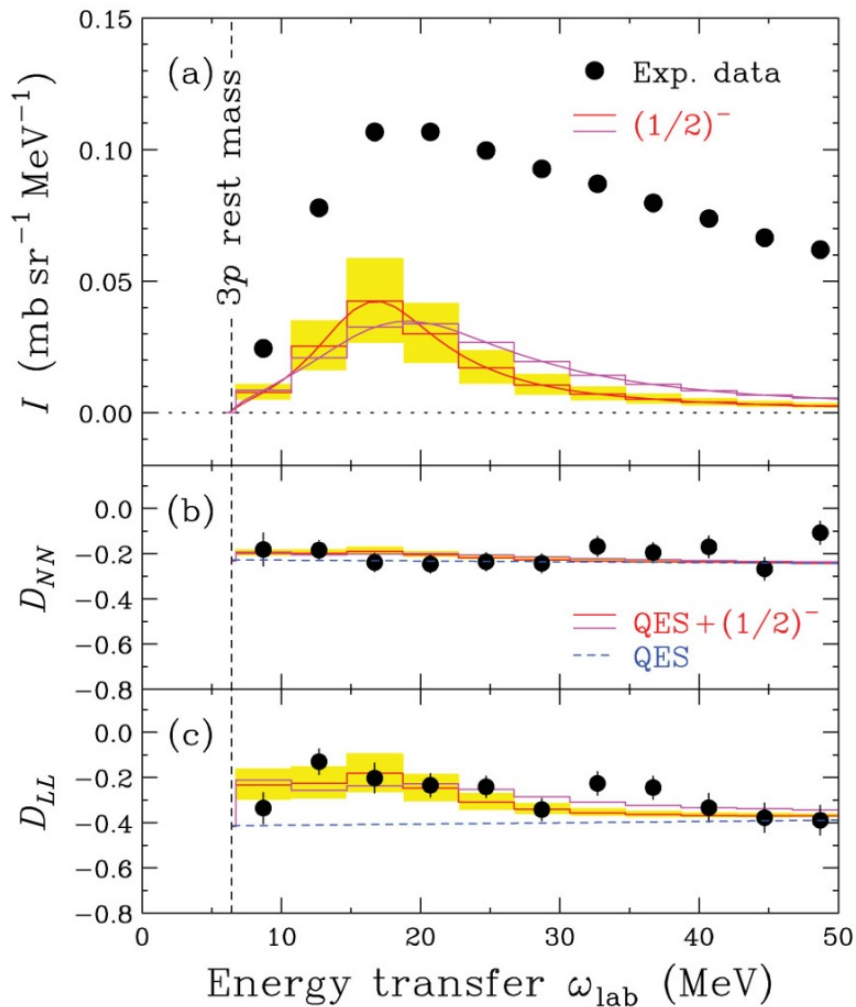 0.15
(a)
Exp. data
(1/2)⁻
3p rest mass
0.10
0.05
0.00
I (mb sr⁻¹ MeV⁻¹)
(b)
0.0
−0.2
−0.4
−0.6
−0.8
D_NN
QES+(1/2)⁻
QES
(c)
0.0
−0.2
−0.4
−0.6
−0.8
D_LL
0 10 20 30 40 50
Energy transfer ω_lab (MeV)